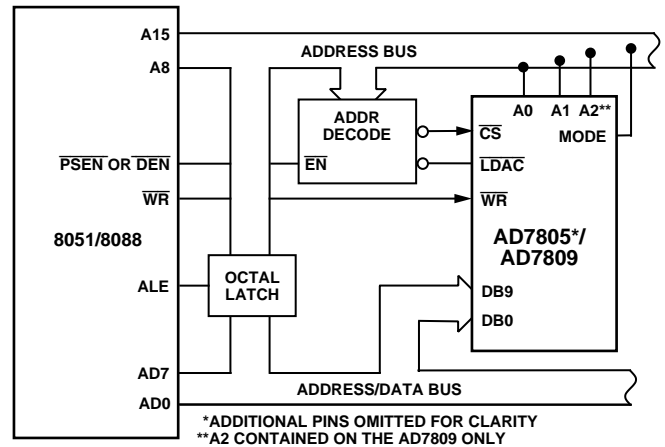 A15
ADDRESS BUS
A8
ADDR
DECODE
A0 A1 A2**
CS
MODE
PSEN OR DEN
EN
LDAC
WR
WR
8051/8088
AD7805*/
AD7809
ALE
OCTAL
LATCH
DB9
DB0
AD7
ADDRESS/DATA BUS
AD0
*ADDITIONAL PINS OMITTED FOR CLARITY
**A2 CONTAINED ON THE AD7809 ONLY